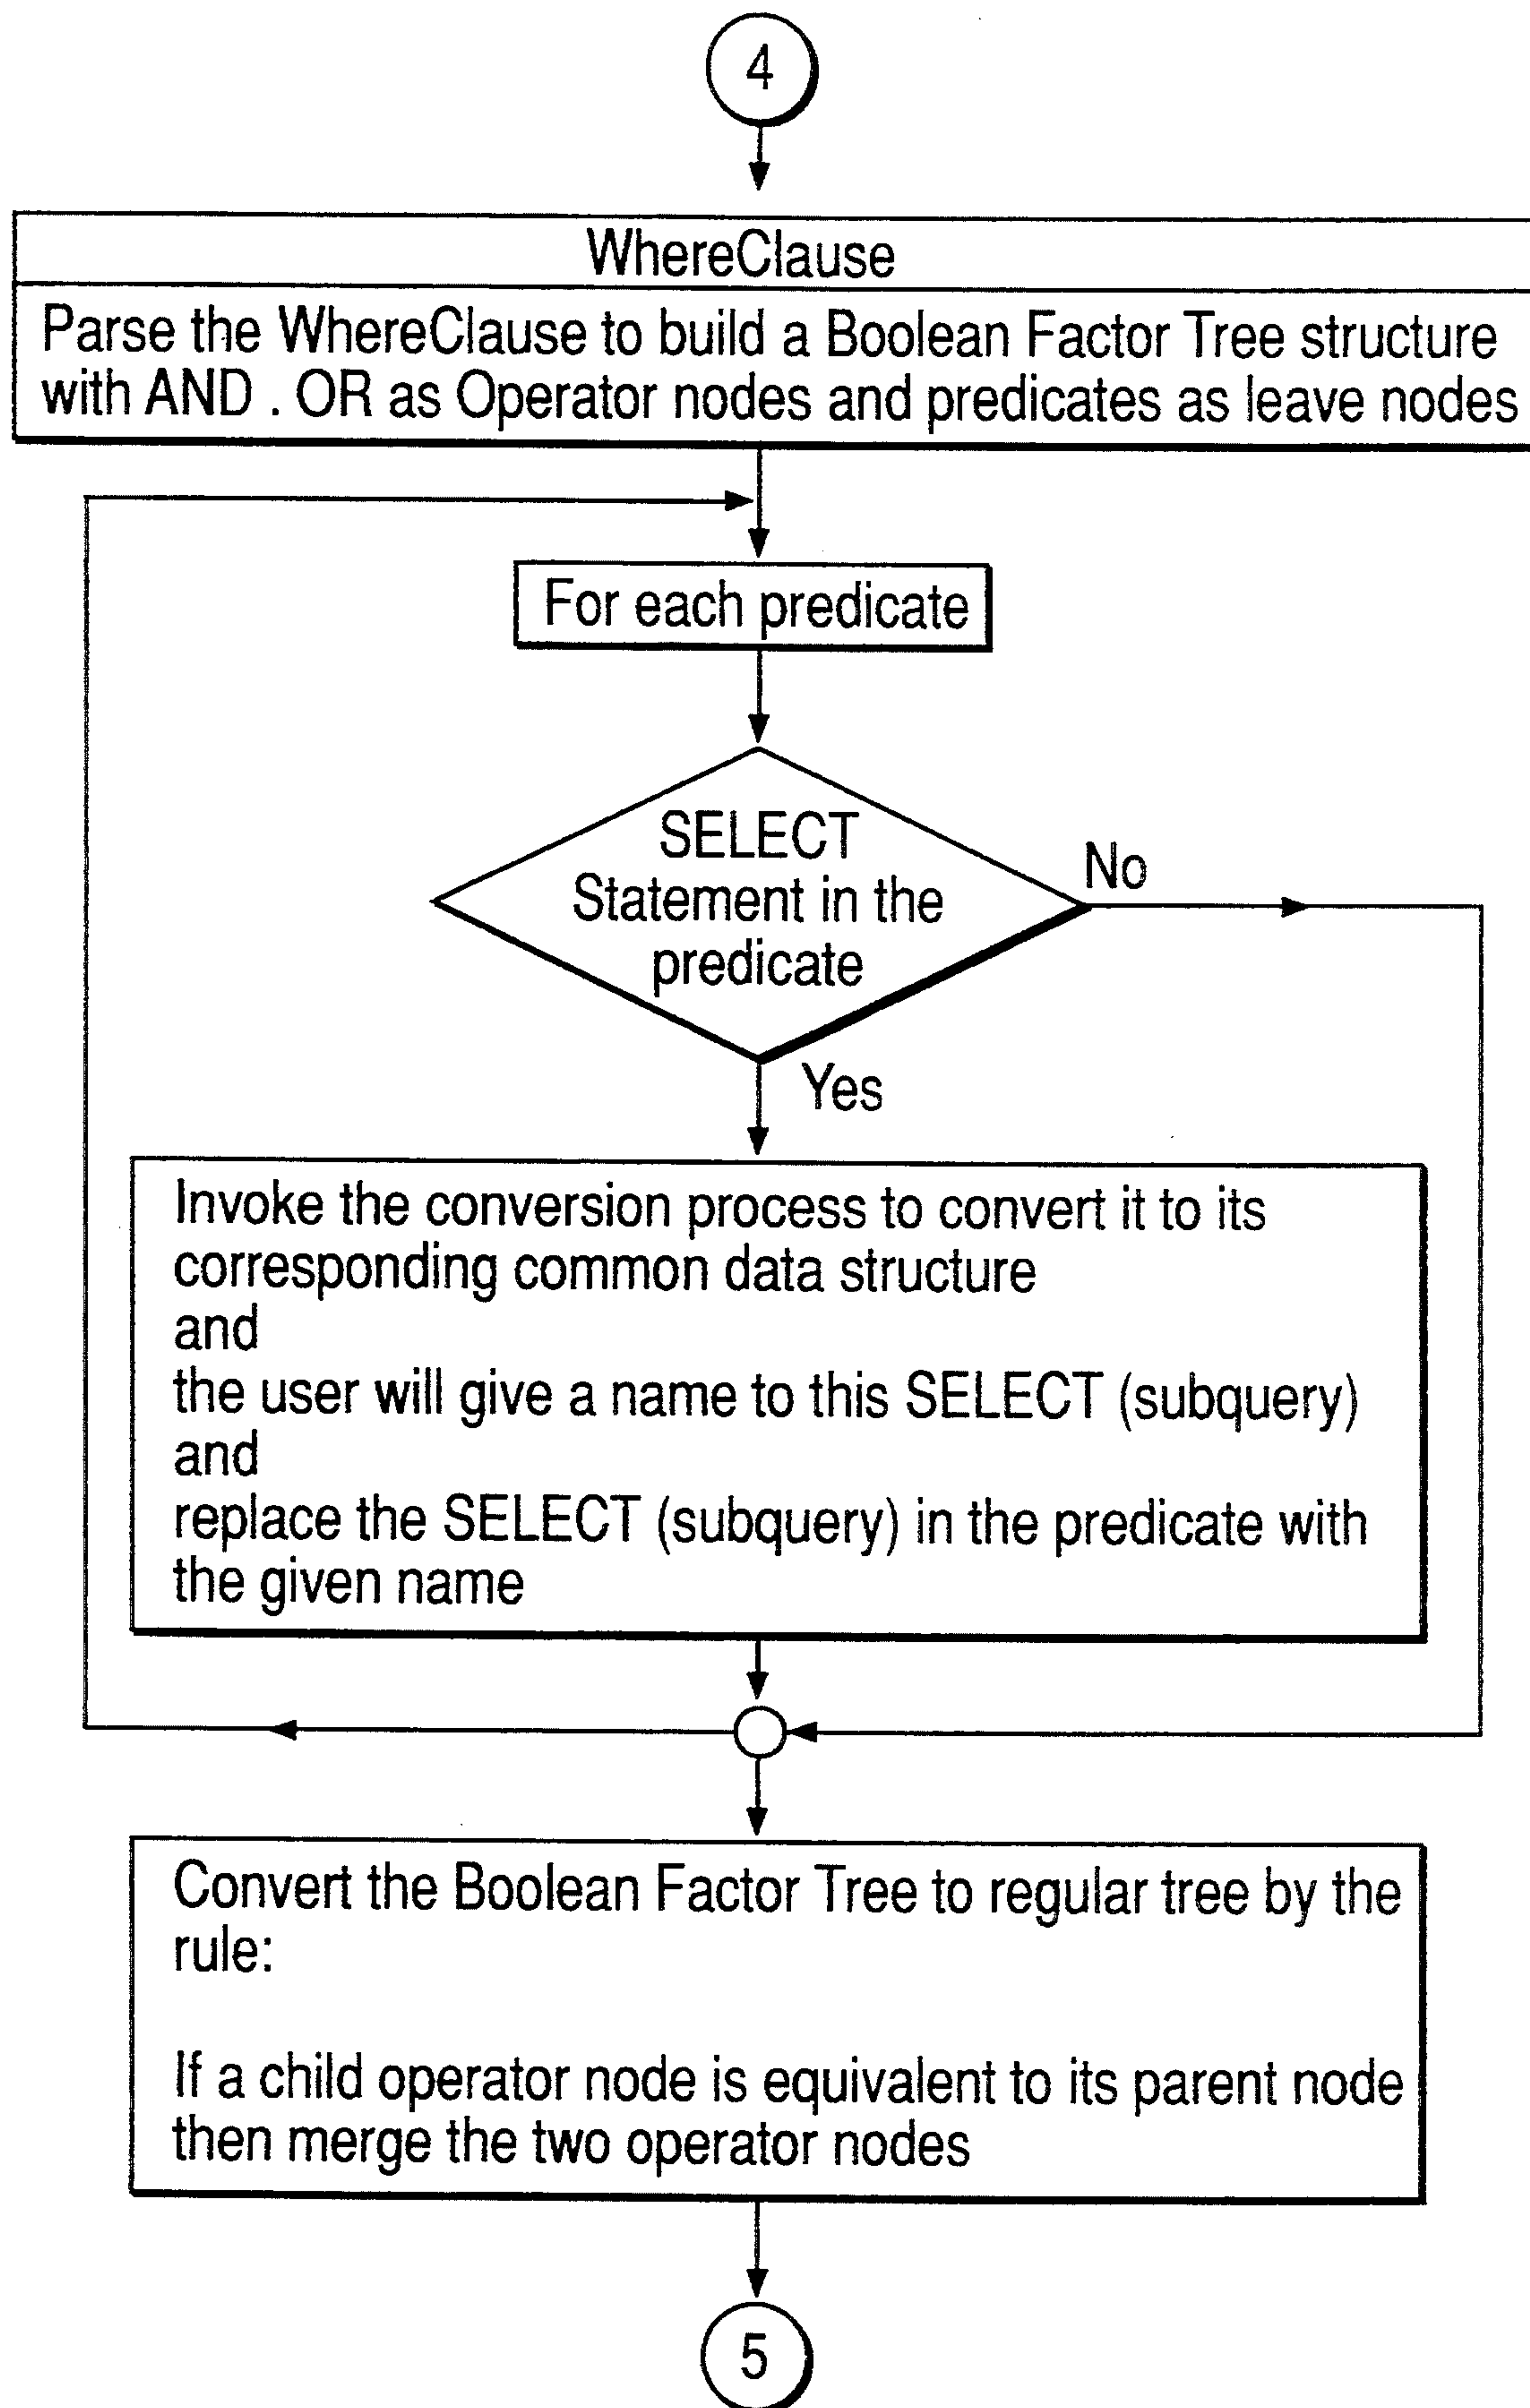 4
WhereClause
Parse the WhereClause to build a Boolean Factor Tree structure
with AND . OR as Operator nodes and predicates as leave nodes
For each predicate
SELECT
Statement in the
predicate
No
Yes
Invoke the conversion process to convert it to its
corresponding common data structure
and
the user will give a name to this SELECT (subquery)
and
replace the SELECT (subquery) in the predicate with
the given name
Convert the Boolean Factor Tree to regular tree by the
rule:
If a child operator node is equivalent to its parent node
then merge the two operator nodes
5